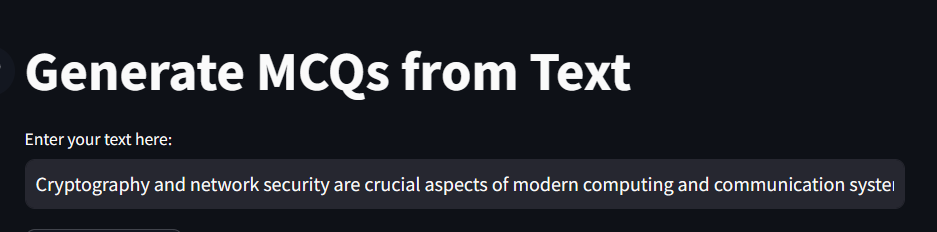 Generate MCQs from Text
Enter your text here:
Cryptography and network security are crucial aspects of modern computing and communication